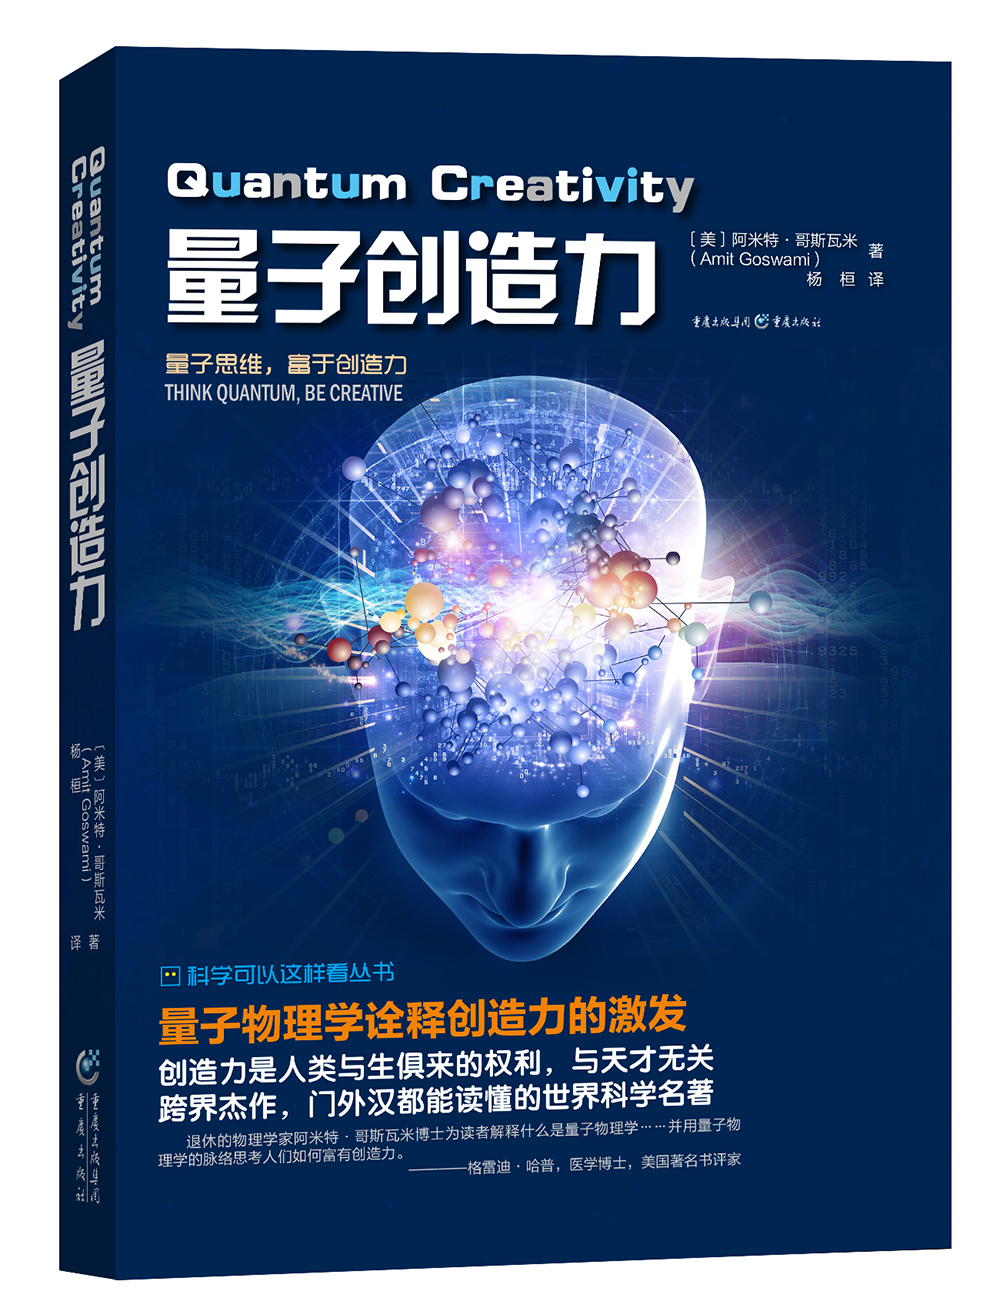 Quantum Creativity
量子创造力
[美] 阿米特·哥斯瓦米
(Amit Goswami)
著
杨 桓 译
重庆出版集团 重庆出版社
量子思维，富于创造力
THINK QUANTUM, BE CREATIVE
科学可以这样看丛书
量子物理学诠释创造力的激发
创造力是人类与生俱来的权利，与天才无关
跨界杰作，门外汉都能读懂的世界科学名著
退休的物理学家阿米特·哥斯瓦米博士为读者解释什么是量子物理学……并用量子物
理学的脉络思考人们如何富有创造力。
————格雷迪·哈普，医学博士，美国著名书评家
Quantum
Creativity
量子创造力
[美] 阿米特·哥斯瓦米 著
(Amit Goswami)
杨 桓 译
重庆出版集团
重庆出版社